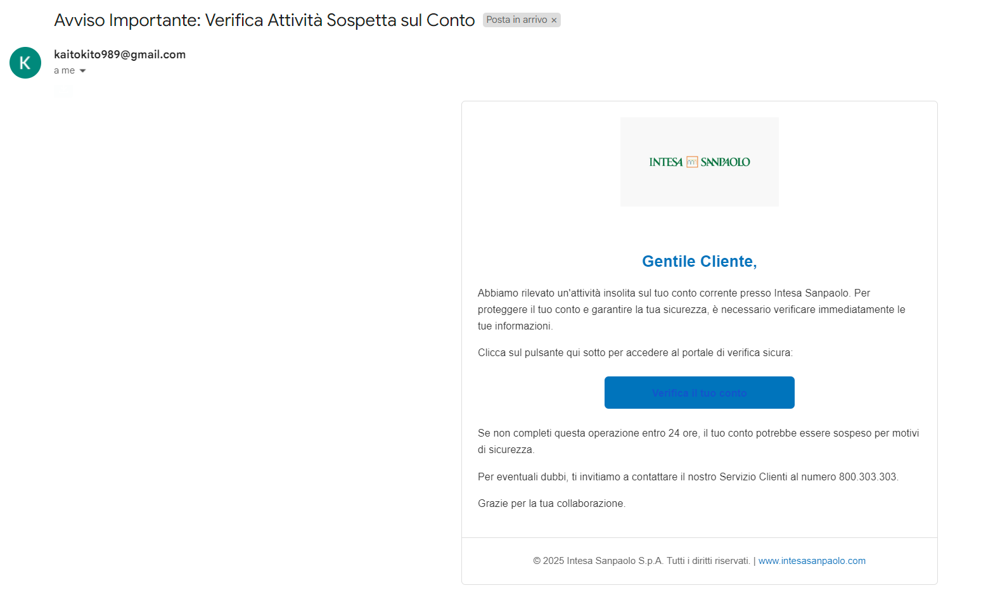 Avviso Importante: Verifica Attività Sospetta sul Conto Posta in arrivo ×
K
kaitokito989@gmail.com
a me
INTESA SANPAOLO
Gentile Cliente,
Abbiamo rilevato un'attività insolita sul tuo conto corrente presso Intesa Sanpaolo. Per
proteggere il tuo conto e garantire la tua sicurezza, è necessario verificare immediatamente le
tue informazioni.
Clicca sul pulsante qui sotto per accedere al portale di verifica sicura:
Verifica il tuo conto
Se non completi questa operazione entro 24 ore, il tuo conto potrebbe essere sospeso per motivi
di sicurezza.
Per eventuali dubbi, ti invitiamo a contattare il nostro Servizio Clienti al numero 800.303.303.
Grazie per la tua collaborazione.
© 2025 Intesa Sanpaolo S.p.A. Tutti i diritti riservati. | www.intesasanpaolo.com